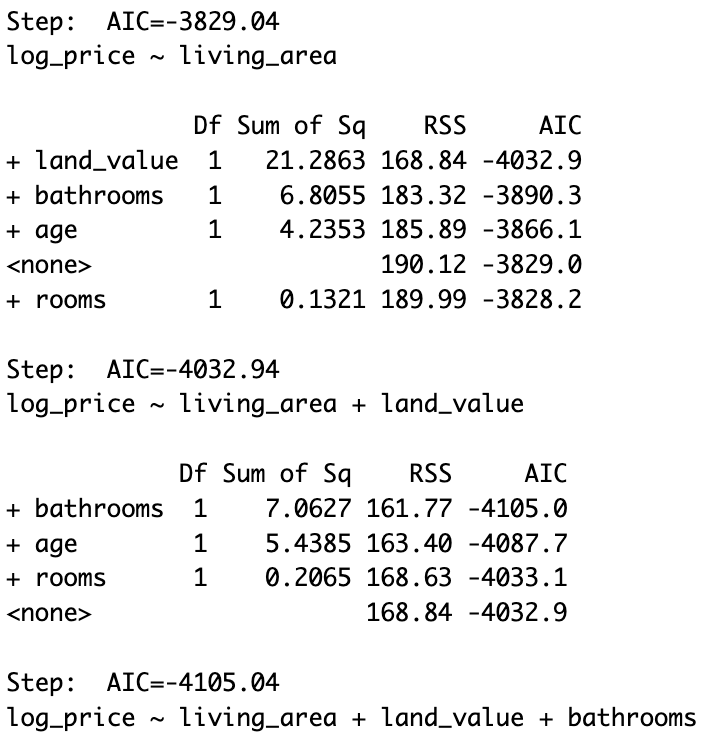 Step:  AIC=-3829.04
log_price ~ living_area

             Df Sum of Sq    RSS     AIC
+ land_value  1   21.2863 168.84 -4032.9
+ bathrooms   1    6.8055 183.32 -3890.3
+ age         1    4.2353 185.89 -3866.1
<none>                    190.12 -3829.0
+ rooms       1    0.1321 189.99 -3828.2

Step:  AIC=-4032.94
log_price ~ living_area + land_value

            Df Sum of Sq    RSS     AIC
+ bathrooms  1    7.0627 161.77 -4105.0
+ age        1    5.4385 163.40 -4087.7
+ rooms      1    0.2065 168.63 -4033.1
<none>                   168.84 -4032.9

Step:  AIC=-4105.04
log_price ~ living_area + land_value + bathrooms